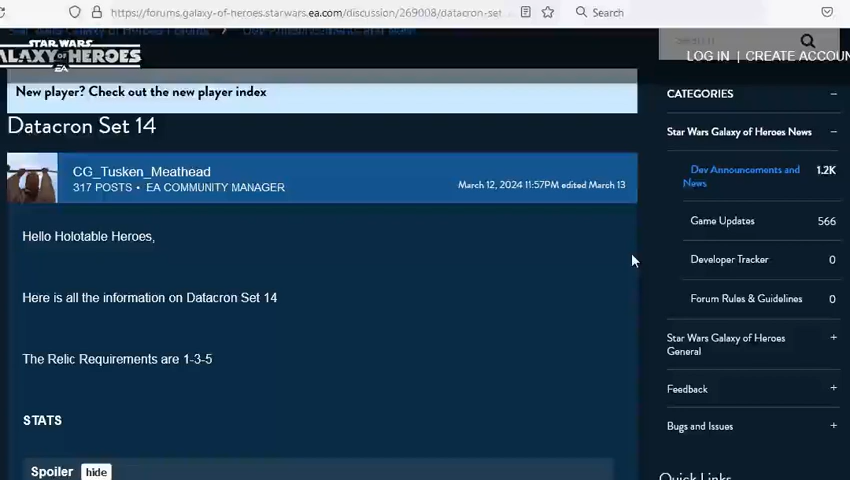 https://forums.galaxy-of-heroes.starwars.ea.com/discussion/269008/datacron-set
Search
STAR WARS
GALAXY OF HEROES
EA
LOG IN | CREATE ACCOUN
New player? Check out the new player index
Datacron Set 14
CG_Tusken_Meathead
317 POSTS • EA COMMUNITY MANAGER
March 12, 2024 11:57PM edited March 13
Hello Holotable Heroes,
Here is all the information on Datacron Set 14
The Relic Requirements are 1-3-5
STATS
Spoiler hide
CATEGORIES
Star Wars Galaxy of Heroes News
Dev Announcements and 1.2K
News
Game Updates 566
Developer Tracker 0
Forum Rules & Guidelines 0
Star Wars Galaxy of Heroes
General
Feedback
Bugs and Issues
Quick Links